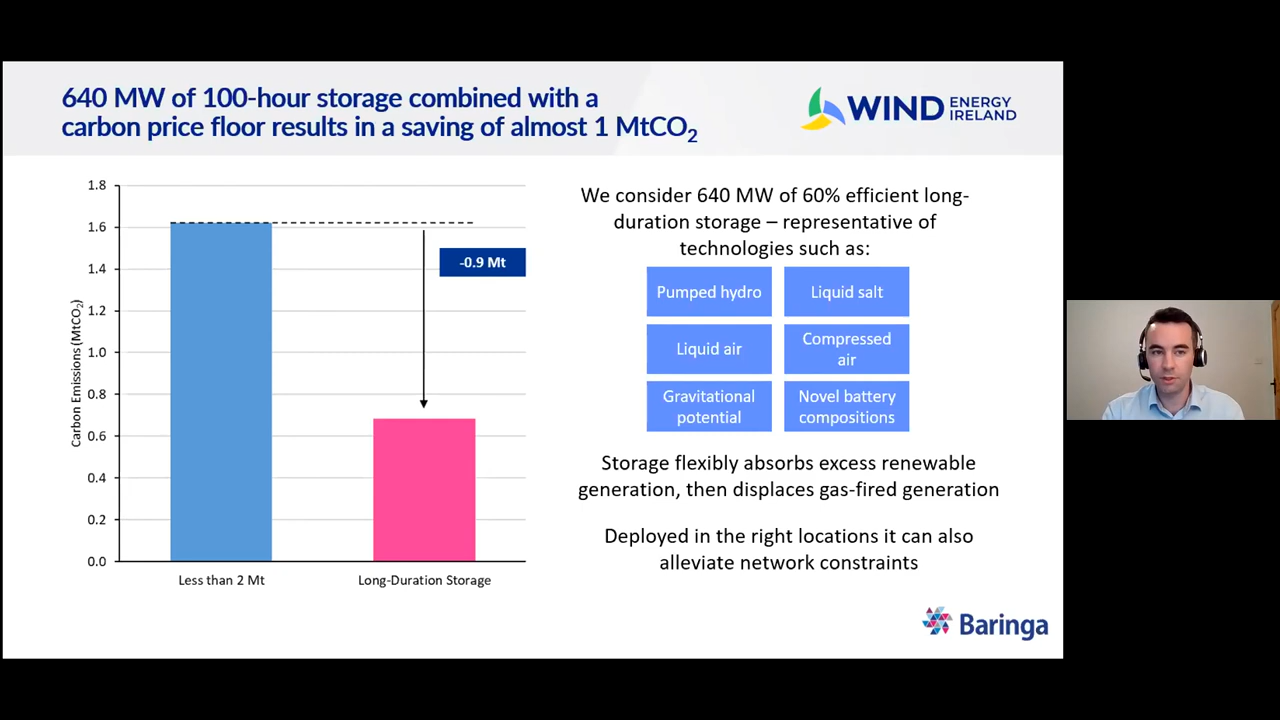 640 MW of 100-hour storage combined with a
carbon price floor results in a saving of almost 1 MtCO₂
WIND ENERGY
IRELAND
Carbon Emissions (MtCO₂)
1.8
1.6
1.4
1.2
1.0
0.8
0.6
0.4
0.2
0.0
-0.9 Mt
Less than 2 Mt
Long-Duration Storage
We consider 640 MW of 60% efficient long-
duration storage – representative of
technologies such as:
Pumped hydro
Liquid salt
Liquid air
Compressed
air
Gravitational
potential
Novel battery
compositions
Storage flexibly absorbs excess renewable
generation, then displaces gas-fired generation
Deployed in the right locations it can also
alleviate network constraints
Baringa